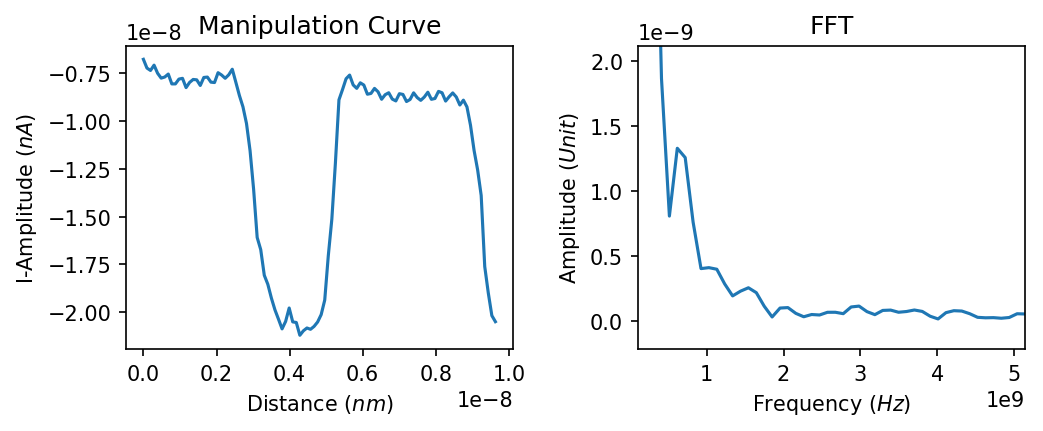 Manipulation Curve
1e−8
−0.75
−1.00
−1.25
−1.50
−1.75
−2.00
I-Amplitude (nA)
0.0 0.2 0.4 0.6 0.8 1.0
1e−8
Distance (nm)
FFT
1e−9
2.0
1.5
1.0
0.5
0.0
Amplitude (Unit)
1 2 3 4 5
1e9
Frequency (Hz)